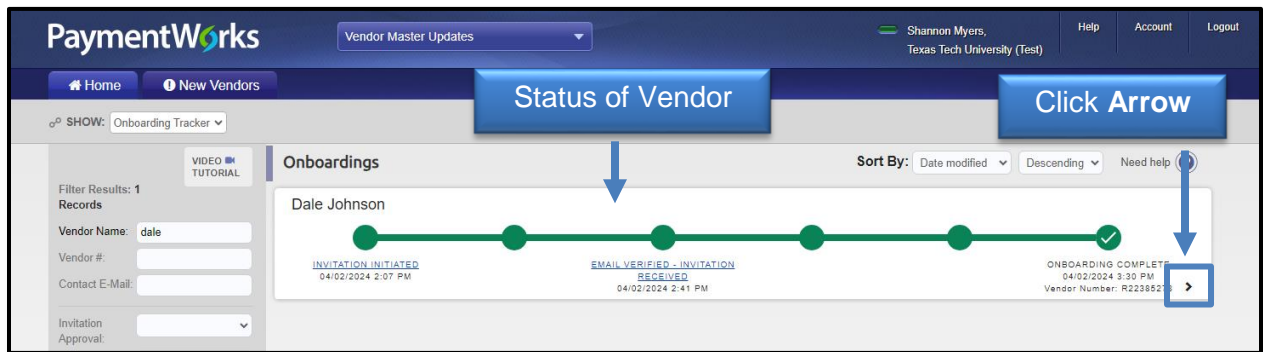 PaymentWorks
Vendor Master Updates
Shannon Myers,
Texas Tech University (Test)
Help
Account
Logout
Home
New Vendors
Status of Vendor
Click Arrow
SHOW: Onboarding Tracker
VIDEO
TUTORIAL
Onboardings
Sort By: Date modified Descending Need help
Filter Results: 1
Records
Vendor Name: dale
Vendor #:
Contact E-Mail:
Invitation
Approval:
Dale Johnson
INVITATION INITIATED
04/02/2024 2:07 PM
EMAIL VERIFIED - INVITATION
RECEIVED
04/02/2024 2:41 PM
ONBOARDING COMPLETE
04/02/2024 3:30 PM
Vendor Number: